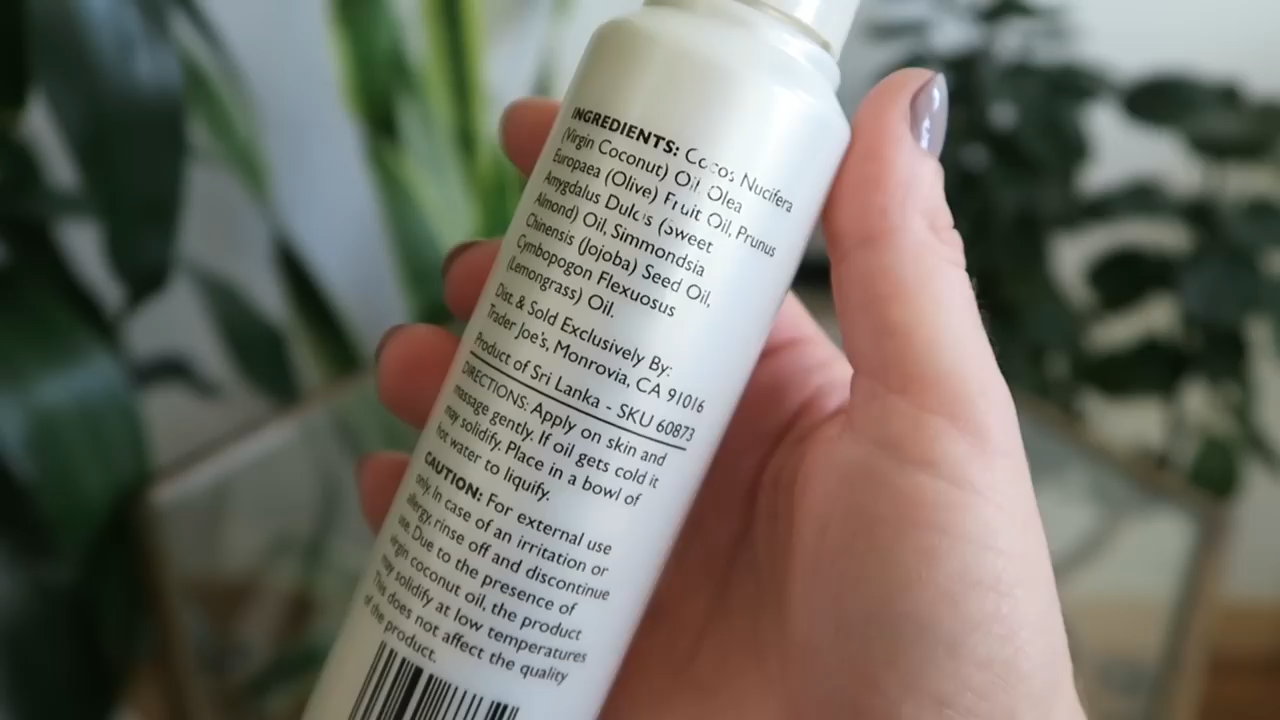 INGREDIENTS: Cocos Nucifera
(Virgin Coconut) Oil, Olea
Europaea (Olive) Fruit Oil, Prunus
Amygdalus Dulcis (Sweet
Almond) Oil, Simmondsia
Chinensis (Jojoba) Seed Oil,
Cymbopogon Flexuosus
(Lemongrass) Oil.
Dist. & Sold Exclusively By:
Trader Joe's, Monrovia, CA 91016
Product of Sri Lanka - SKU 60873
DIRECTIONS: Apply on skin and
massage gently. If oil gets cold it
may solidify. Place in a bowl of
hot water to liquify.
CAUTION: For external use
only. In case of an irritation or
allergy, rinse off and discontinue
use. Due to the presence of
virgin coconut oil, the product
may solidify at low temperatures
This does not affect the quality
of the product.